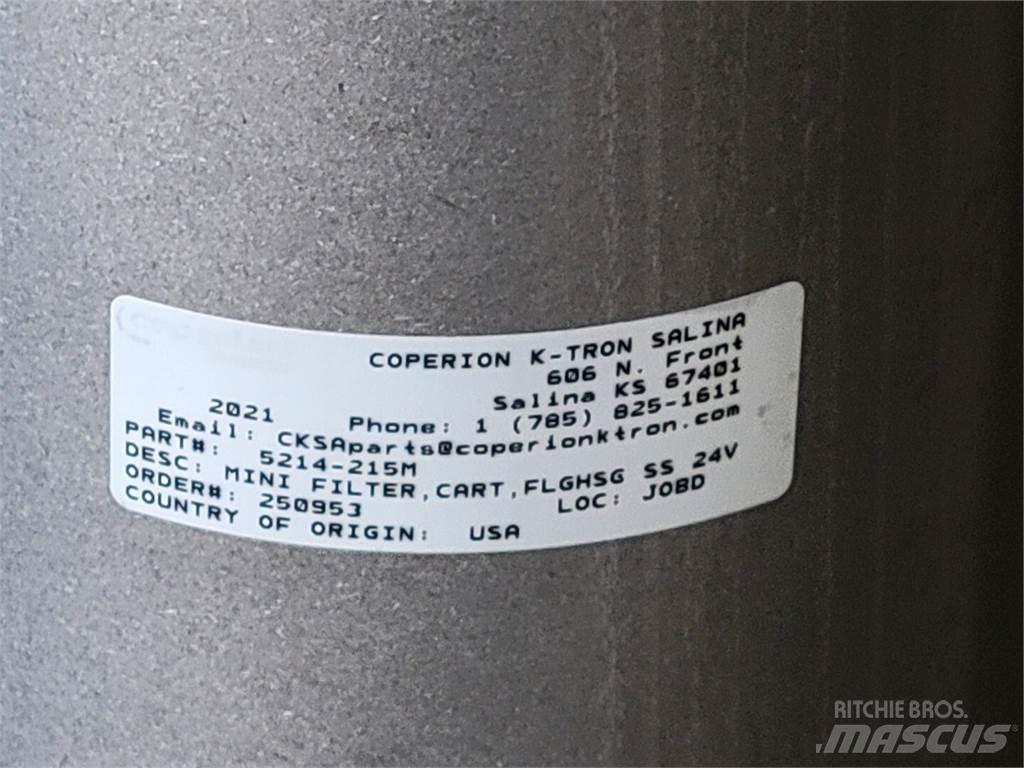 COPERION K-TRON SALINA
606 N. Front
Salina KS 67401
2021 Phone: 1 (785) 825-1611
Email: CKSAparts@coperionktron.com
PART#: 5214-215M
DESC: MINI FILTER,CART,FLGHSG SS 24V
ORDER#: 250953 LOC: JOBD
COUNTRY OF ORIGIN: USA
RITCHIE BROS.
MASCUS